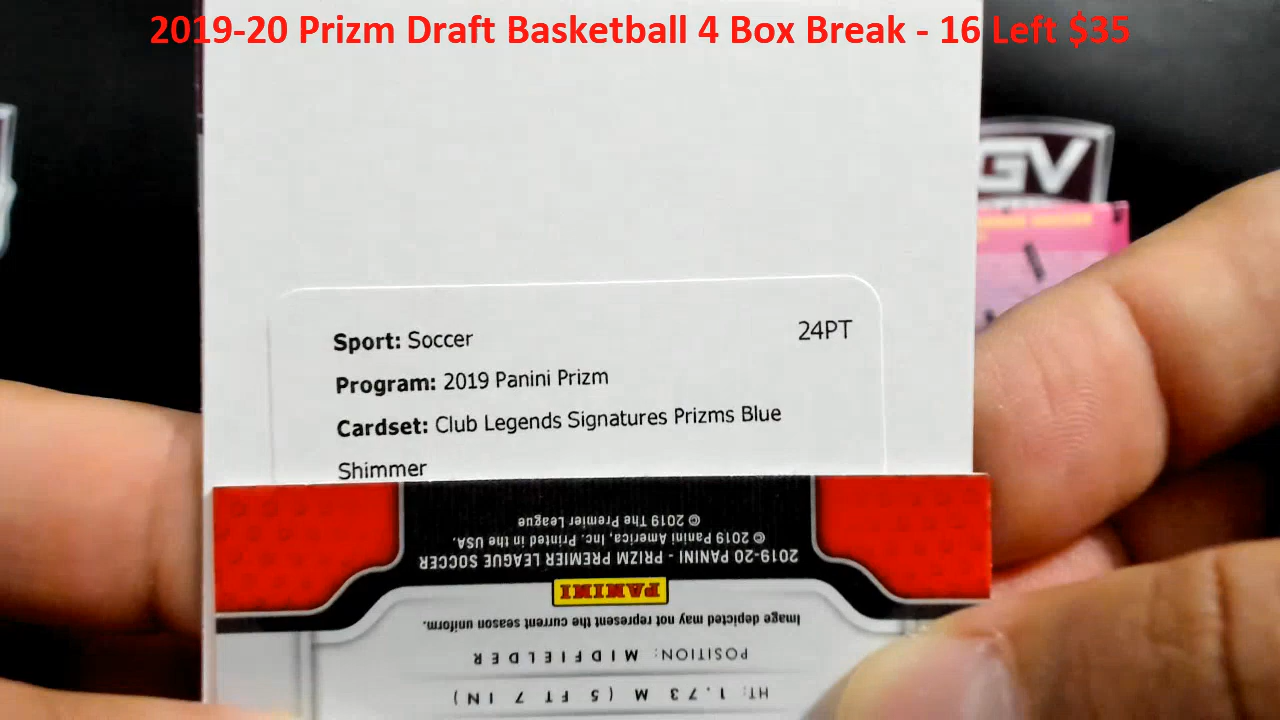 2019-20 Prizm Draft Basketball 4 Box Break - 16 Left $35
GV
Sport: Soccer
24PT
Program: 2019 Panini Prizm
Cardset: Club Legends Signatures Prizms Blue
Shimmer
HT: 1.73 M (5 FT 7 IN)
POSITION: MIDFIELDER
Image depicted may not represent the current season uniform.
PANINI
2019-20 PANINI - PRIZM PREMIER LEAGUE SOCCER
© 2019 Panini America, Inc. Printed in the USA.
© 2019 The Premier League